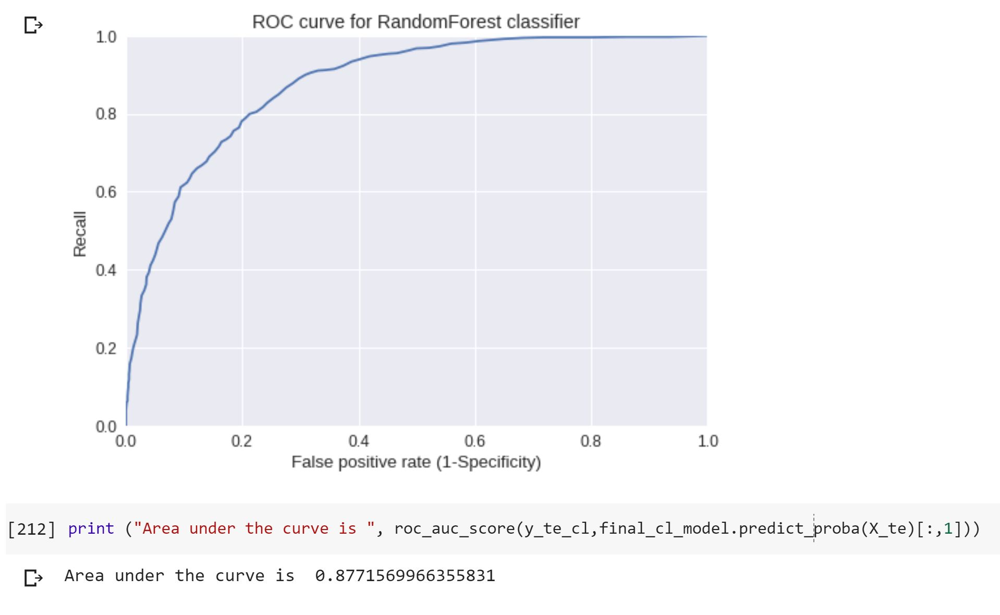 ROC curve for RandomForest classifier
1.0
0.8
0.6
0.4
0.2
0.0
Recall
0.0 0.2 0.4 0.6 0.8 1.0
False positive rate (1-Specificity)
[212] print ("Area under the curve is ", roc_auc_score(y_te_cl,final_cl_model.predict_proba(X_te)[:,1]))
Area under the curve is  0.8771569966355831